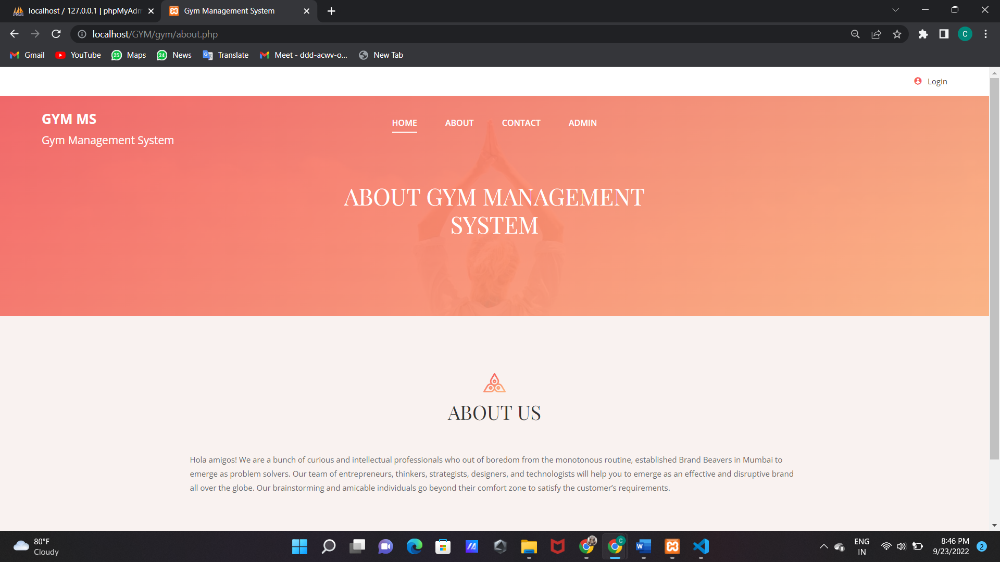 localhost / 127.0.0.1 | phpMyAdm
Gym Management System
localhost/GYM/gym/about.php
C
Gmail
YouTube
25
Maps
24
News
Translate
Meet - ddd-acwv-o...
New Tab
Login
GYM MS
Gym Management System
HOME
ABOUT
CONTACT
ADMIN
ABOUT GYM MANAGEMENT
SYSTEM
ABOUT US
Hola amigos! We are a bunch of curious and intellectual professionals who out of boredom from the monotonous routine, established Brand Beavers in Mumbai to
emerge as problem solvers. Our team of entrepreneurs, thinkers, strategists, designers, and technologists will help you to emerge as an effective and disruptive brand
all over the globe. Our brainstorming and amicable individuals go beyond their comfort zone to satisfy the customer’s requirements.
80°F
Cloudy
C
W
ENG
IN
8:46 PM
9/23/2022
2